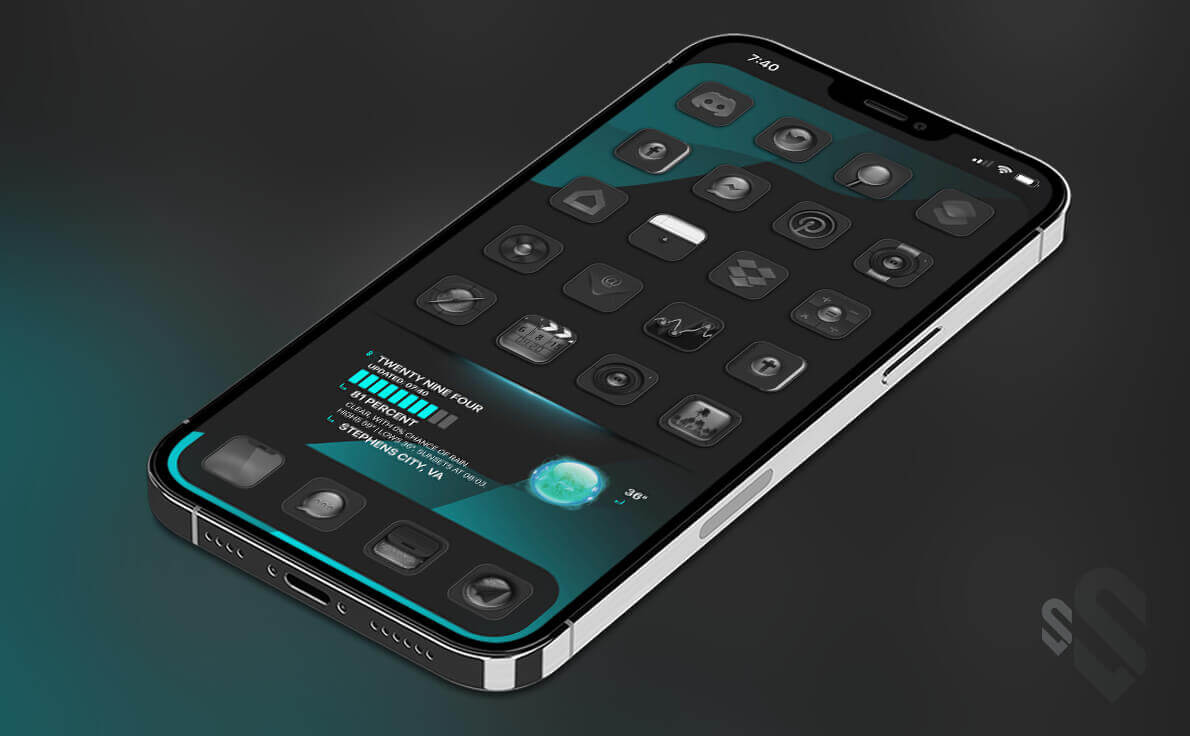 7:40
TWENTY NINE FOUR
UPDATED: 07:40
81 PERCENT
CLEAR, WITH 0% CHANCE OF RAIN.
HIGHS 69° | LOWS 36°. SUNSETS AT 08:03.
STEPHENS CITY, VA
36°